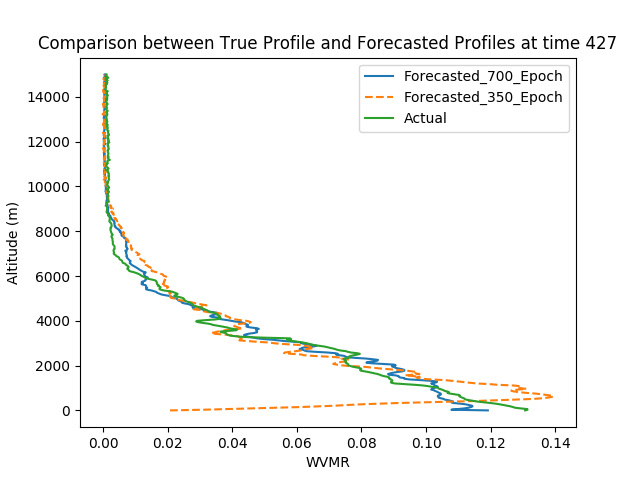 Comparison between True Profile and Forecasted Profiles at time 427
Forecasted_700_Epoch
Forecasted_350_Epoch
Actual
14000
12000
10000
8000
6000
4000
2000
0
Altitude (m)
0.00 0.02 0.04 0.06 0.08 0.10 0.12 0.14
WVMR